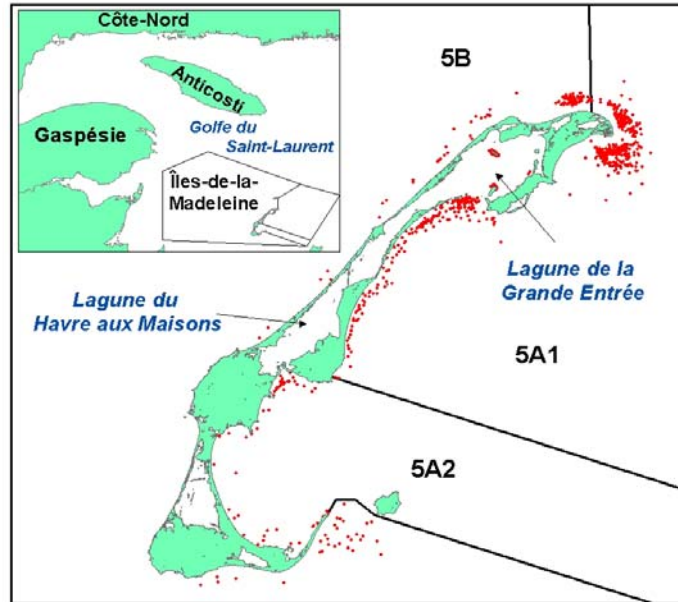 Côte-Nord
Anticosti
Gaspésie
Golfe du
Saint-Laurent
Îles-de-la-
Madeleine
5B
Lagune de la
Grande Entrée
Lagune du
Havre aux Maisons
5A1
5A2